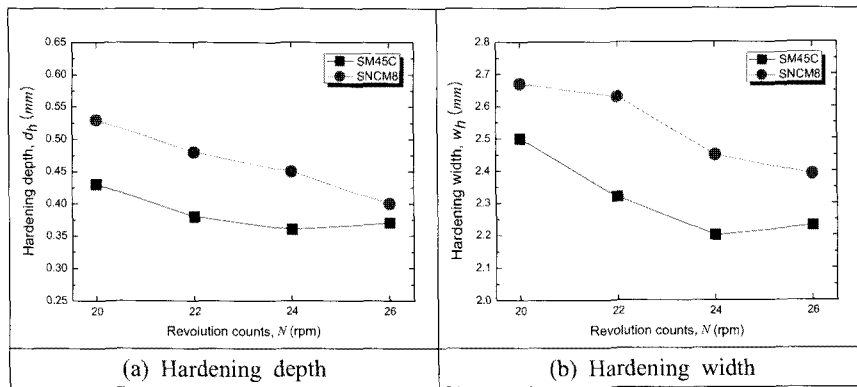 0.65
0.60
0.55
0.50
0.45
0.40
0.35
0.30
0.25
Hardening depth, d_h (mm)
SM45C
SNCM8
20 22 24 26
Revolution counts, N (rpm)
(a) Hardening depth
2.8
2.7
2.6
2.5
2.4
2.3
2.2
2.1
2.0
Hardening width, w_h (mm)
SM45C
SNCM8
20 22 24 26
Revolution counts, N (rpm)
(b) Hardening width